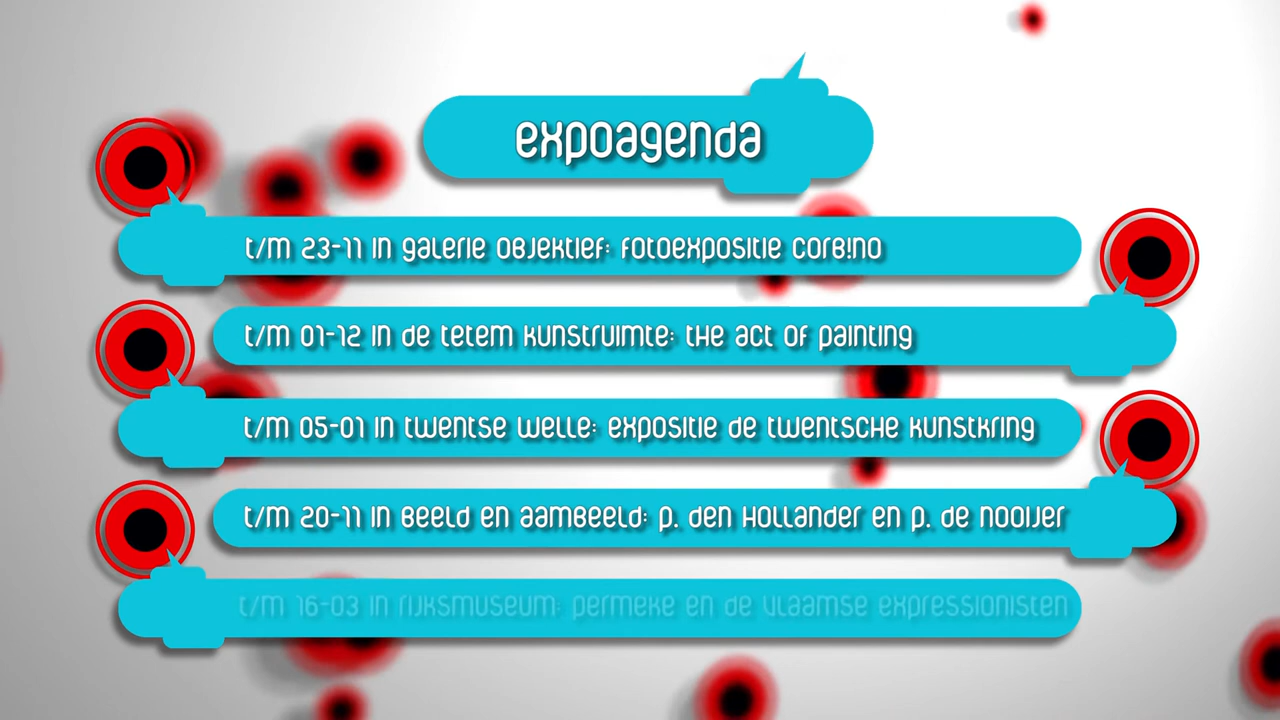 expoagenda
t/m 23-11 in galerie objektief: fotoexpositie corb!no
t/m 01-12 in de tetem kunstruimte: the act of painting
t/m 05-01 in twentse welle: expositie de twentsche kunstkring
t/m 20-11 in beeld en aambeeld: p. den hollander en p. de nooijer
t/m 16-03 in rijksmuseum: permeke en de vlaamse expressionisten